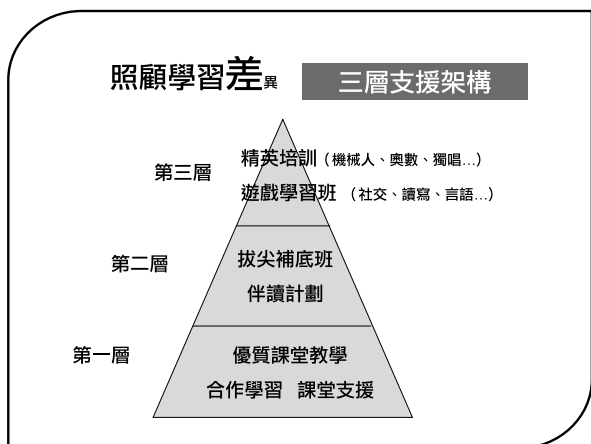 照顧學習差異 三層支援架構
第三層
精英培訓（機械人、奧數、獨唱...）
遊戲學習班 （社交、讀寫、言語...）
第二層
拔尖補底班
伴讀計劃
第一層
優質課堂教學
合作學習 課堂支援